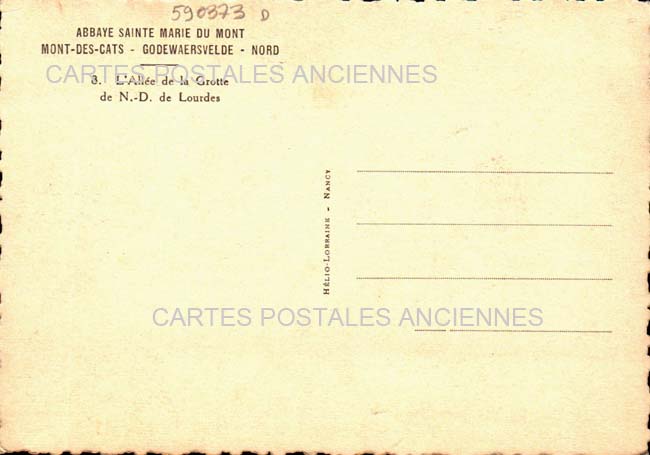 590373 D
ABBAYE SAINTE MARIE DU MONT
MONT-DES-CATS - GODEWAERSVELDE - NORD
CARTES POSTALES ANCIENNES
8. L'Allée de la Grotte
de N.-D. de Lourdes
HÉLIO-LORRAINE - NANCY
CARTES POSTALES ANCIENNES